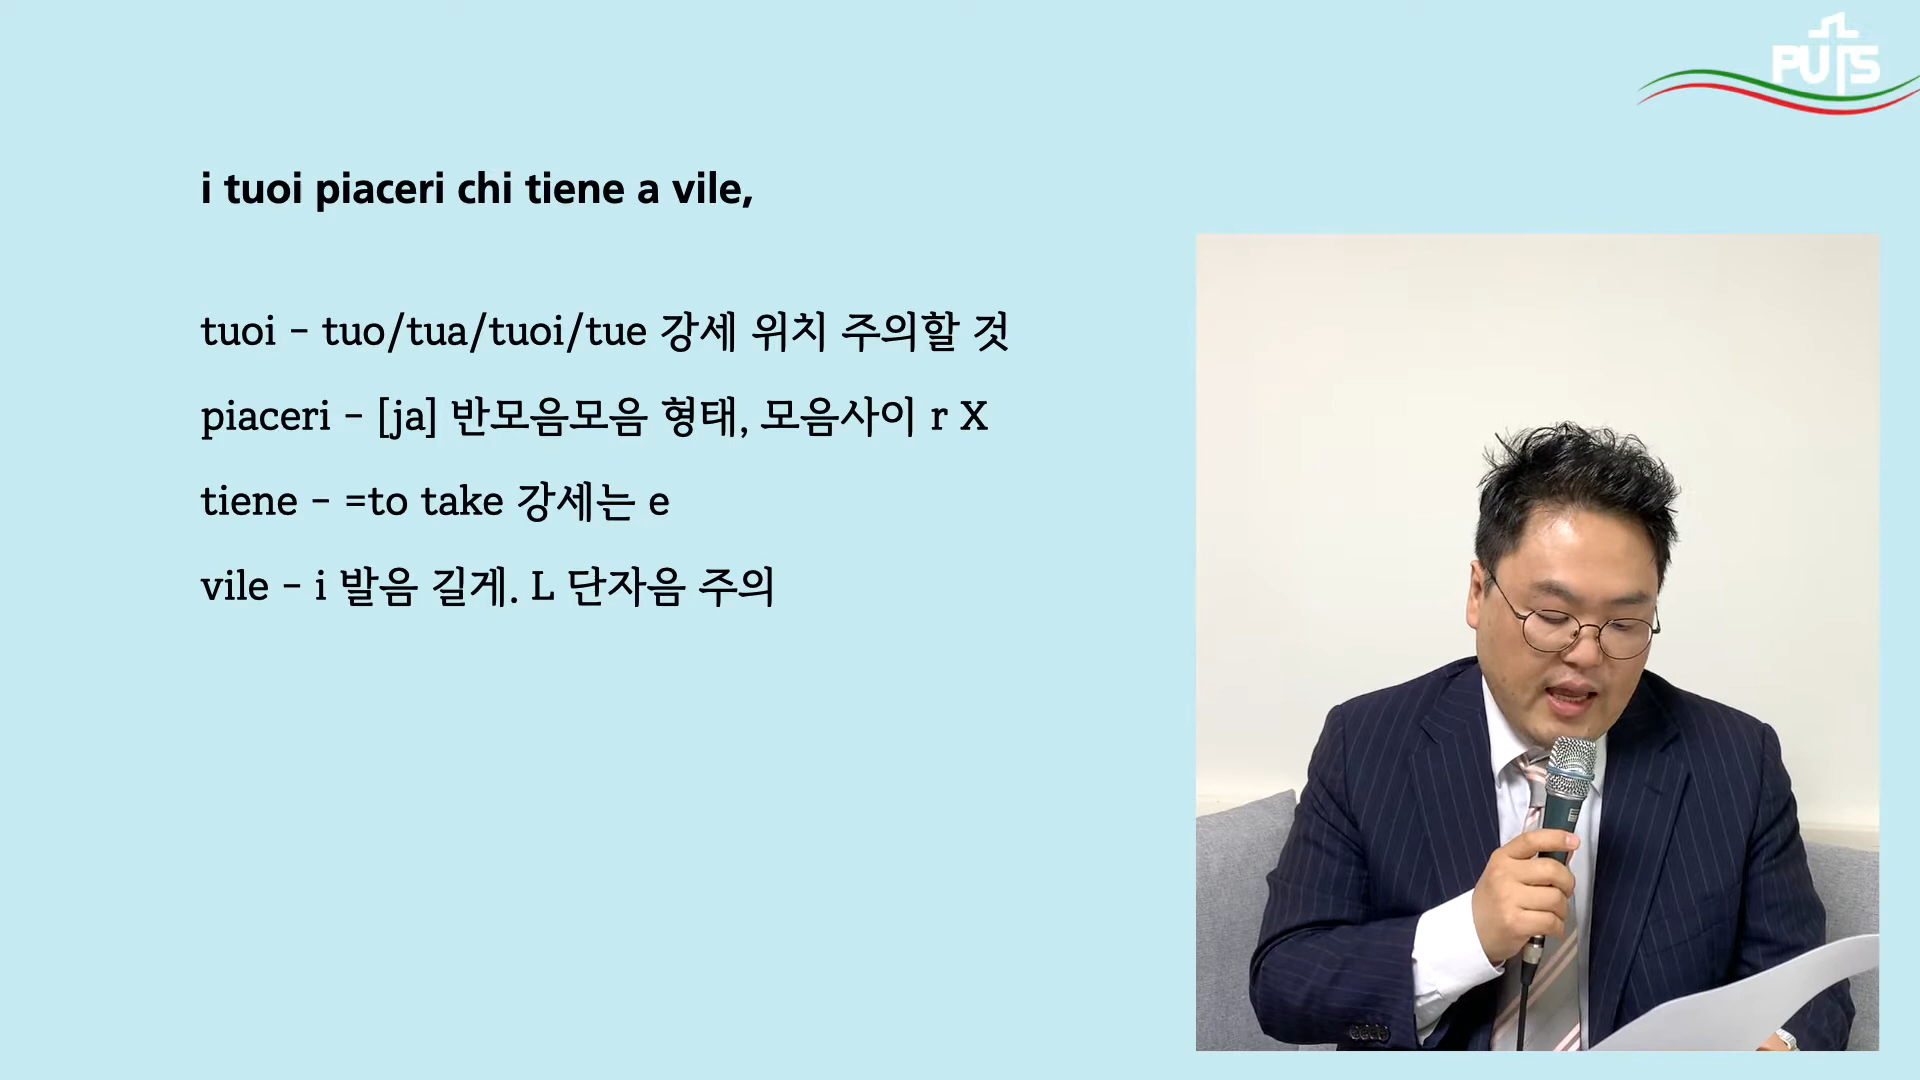 PUTS
i tuoi piaceri chi tiene a vile,
tuoi - tuo/tua/tuoi/tue 강세 위치 주의할 것
piaceri - [ja] 반모음모음 형태, 모음사이 r X
tiene - =to take 강세는 e
vile - i 발음 길게. L 단자음 주의